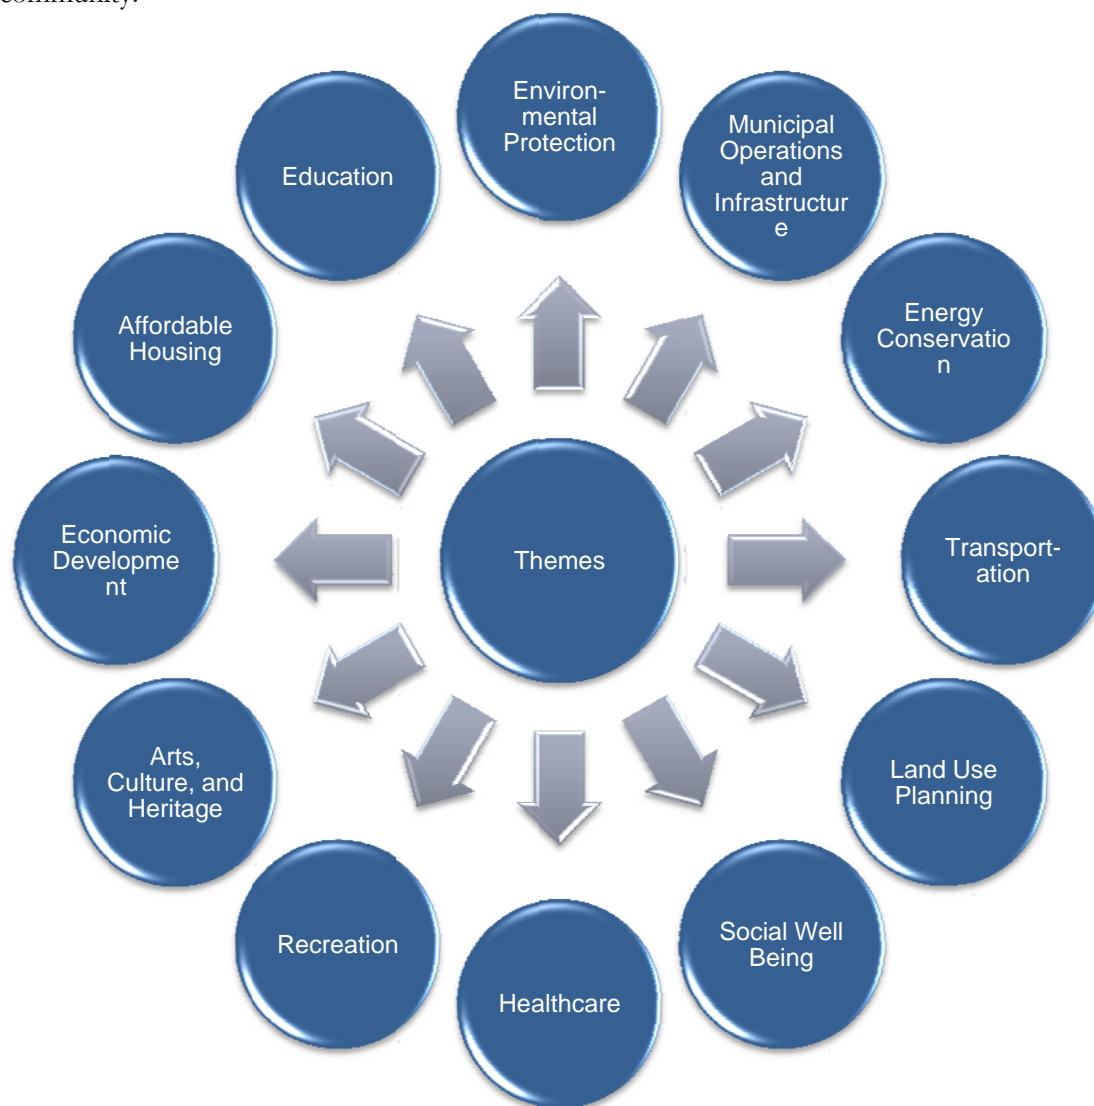 community.
Environ-
mental
Protection
Municipal
Operations
and
Infrastructur
e
Energy
Conservatio
n
Transport-
ation
Land Use
Planning
Social Well
Being
Healthcare
Recreation
Arts,
Culture, and
Heritage
Economic
Developme
nt
Affordable
Housing
Education
Themes